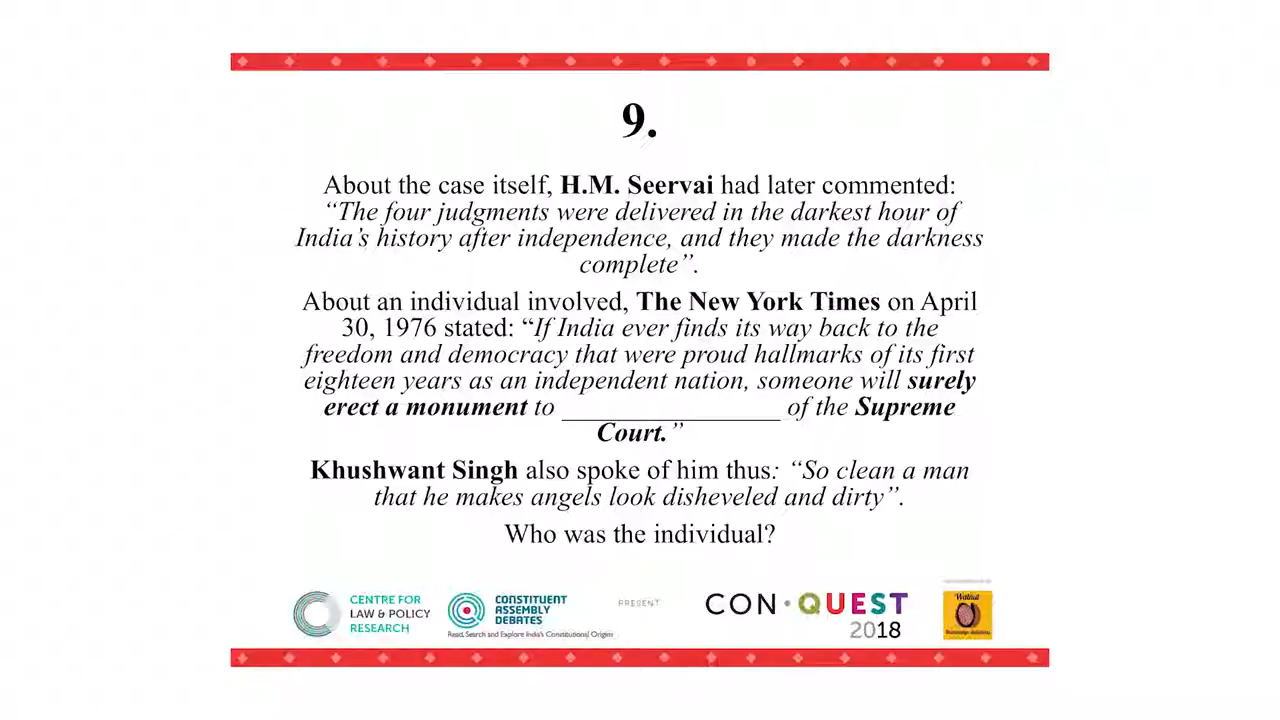 9.
About the case itself, H.M. Seervai had later commented:
“The four judgments were delivered in the darkest hour of
India’s history after independence, and they made the darkness
complete”.
About an individual involved, The New York Times on April
30, 1976 stated: “If India ever finds its way back to the
freedom and democracy that were proud hallmarks of its first
eighteen years as an independent nation, someone will surely
erect a monument to ________________ of the Supreme
Court.”
Khushwant Singh also spoke of him thus: “So clean a man
that he makes angels look disheveled and dirty”.
Who was the individual?
CENTRE FOR
LAW & POLICY
RESEARCH
CONSTITUENT
ASSEMBLY
DEBATES
Read, Search and Explore India's Constitutional Origins
PRESENT
CON·QUEST
2018
Walnut
Knowledge Solutions